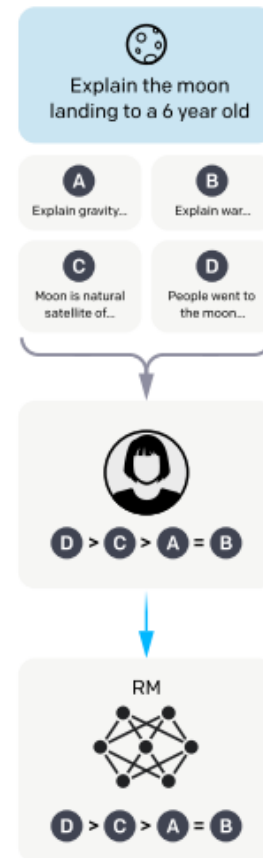 Explain the moon
landing to a 6 year old
A
Explain gravity...
B
Explain war...
C
Moon is natural
satellite of...
D
People went to
the moon...
D > C > A = B
RM
D > C > A = B